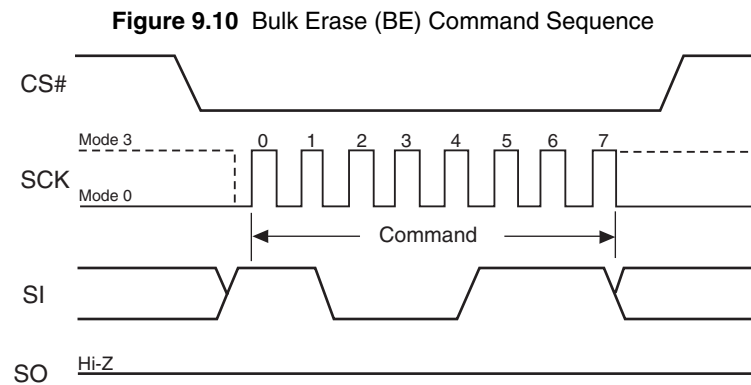 Figure 9.10 Bulk Erase (BE) Command Sequence
CS#
Mode 3
0 1 2 3 4 5 6 7
SCK
Mode 0
Command
SI
Hi-Z
SO